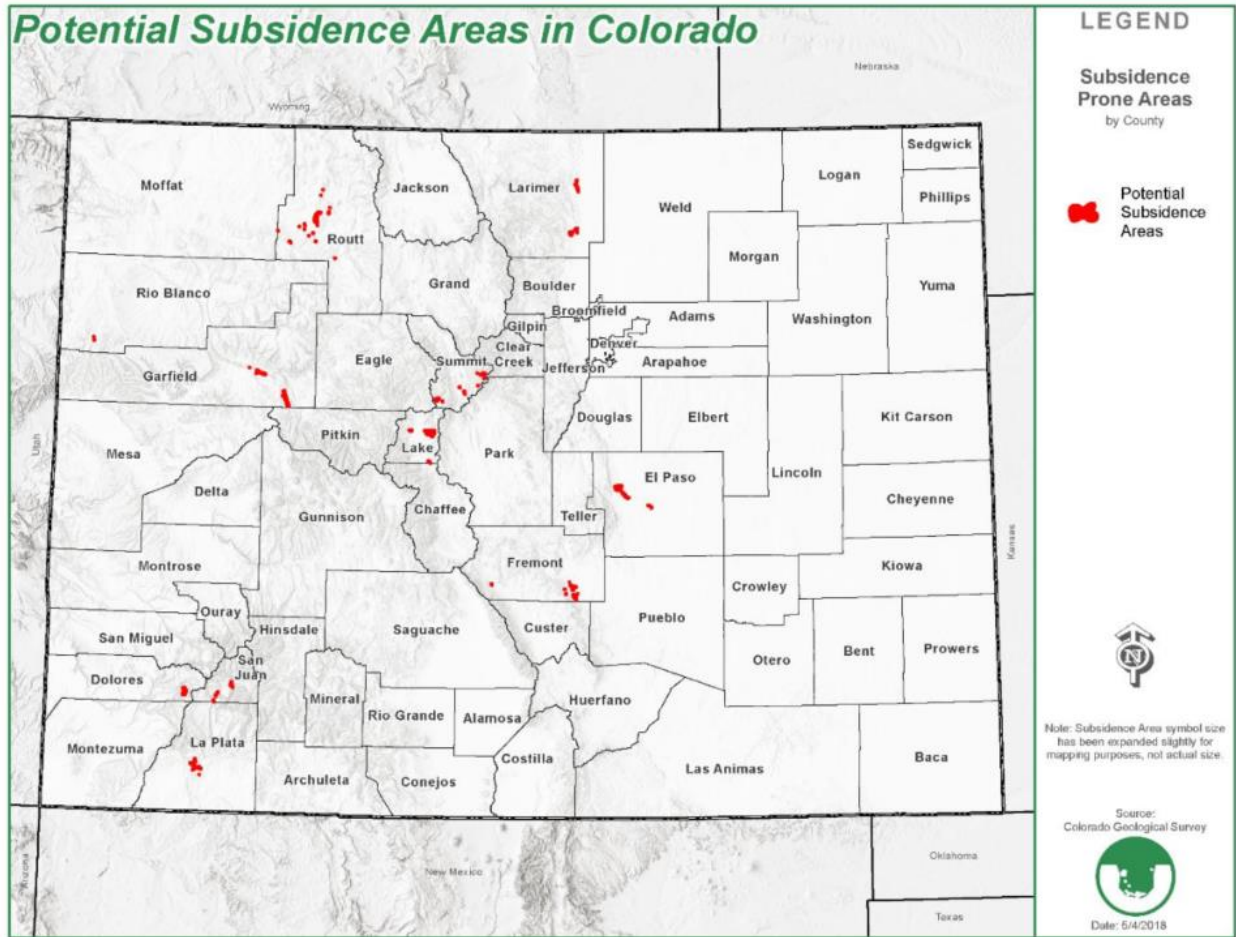 Potential Subsidence Areas in Colorado
LEGEND
Subsidence
Prone Areas
by County
Potential
Subsidence
Areas
Nebraska
Wyoming
Sedgwick
Logan
Phillips
Moffat
Jackson
Larimer
Weld
Routt
Morgan
Rio Blanco
Grand
Boulder
Yuma
Broomfield
Adams
Washington
Gilpin
Denver
Clear
Creek
Eagle
Summit
Jefferson
Arapahoe
Garfield
Douglas
Elbert
Kit Carson
Pitkin
Utah
Mesa
Lake
Park
Lincoln
El Paso
Delta
Cheyenne
Gunnison
Chaffee
Teller
Kansas
Montrose
Fremont
Kiowa
Crowley
Ouray
San Miguel
Hinsdale
Saguache
Custer
Pueblo
Otero
Bent
Prowers
San
Juan
Dolores
Mineral
Rio Grande
Alamosa
Huerfano
Montezuma
La Plata
Archuleta
Conejos
Costilla
Las Animas
Baca
N
Note: Subsidence Area symbol size
has been expanded slightly for
mapping purposes, not actual size.
Source:
Colorado Geological Survey
Date: 5/4/2018
Arizona
New Mexico
Oklahoma
Texas